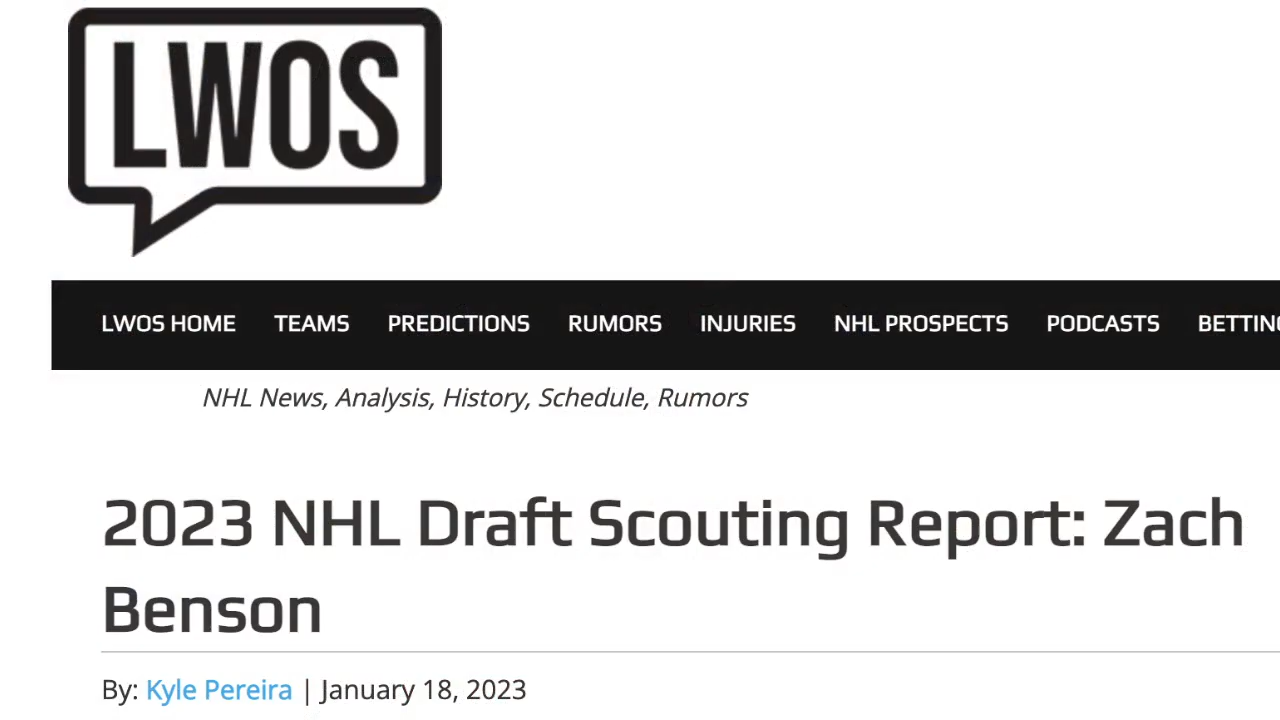 LWOS
LWOS HOME TEAMS PREDICTIONS RUMORS INJURIES NHL PROSPECTS PODCASTS BETTING
NHL News, Analysis, History, Schedule, Rumors
2023 NHL Draft Scouting Report: Zach
Benson
By: Kyle Pereira | January 18, 2023